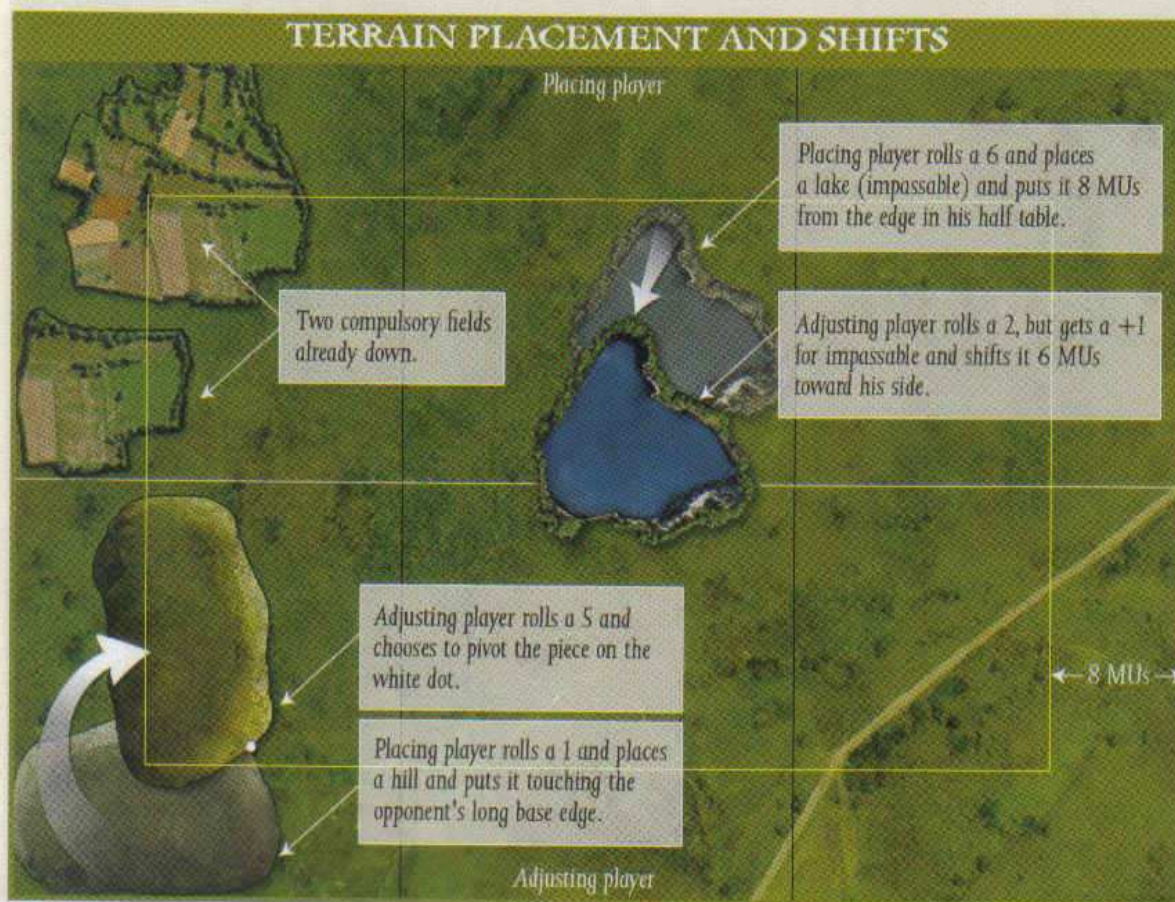 TERRAIN PLACEMENT AND SHIFTS
Placing player
Placing player rolls a 6 and places
a lake (impassable) and puts it 8 MUs
from the edge in his half table.
Two compulsory fields
already down.
Adjusting player rolls a 2, but gets a +1
for impassable and shifts it 6 MUs
toward his side.
Adjusting player rolls a 5 and
chooses to pivot the piece on the
white dot.
8 MUs
Placing player rolls a 1 and places
a hill and puts it touching the
opponent's long base edge.
Adjusting player